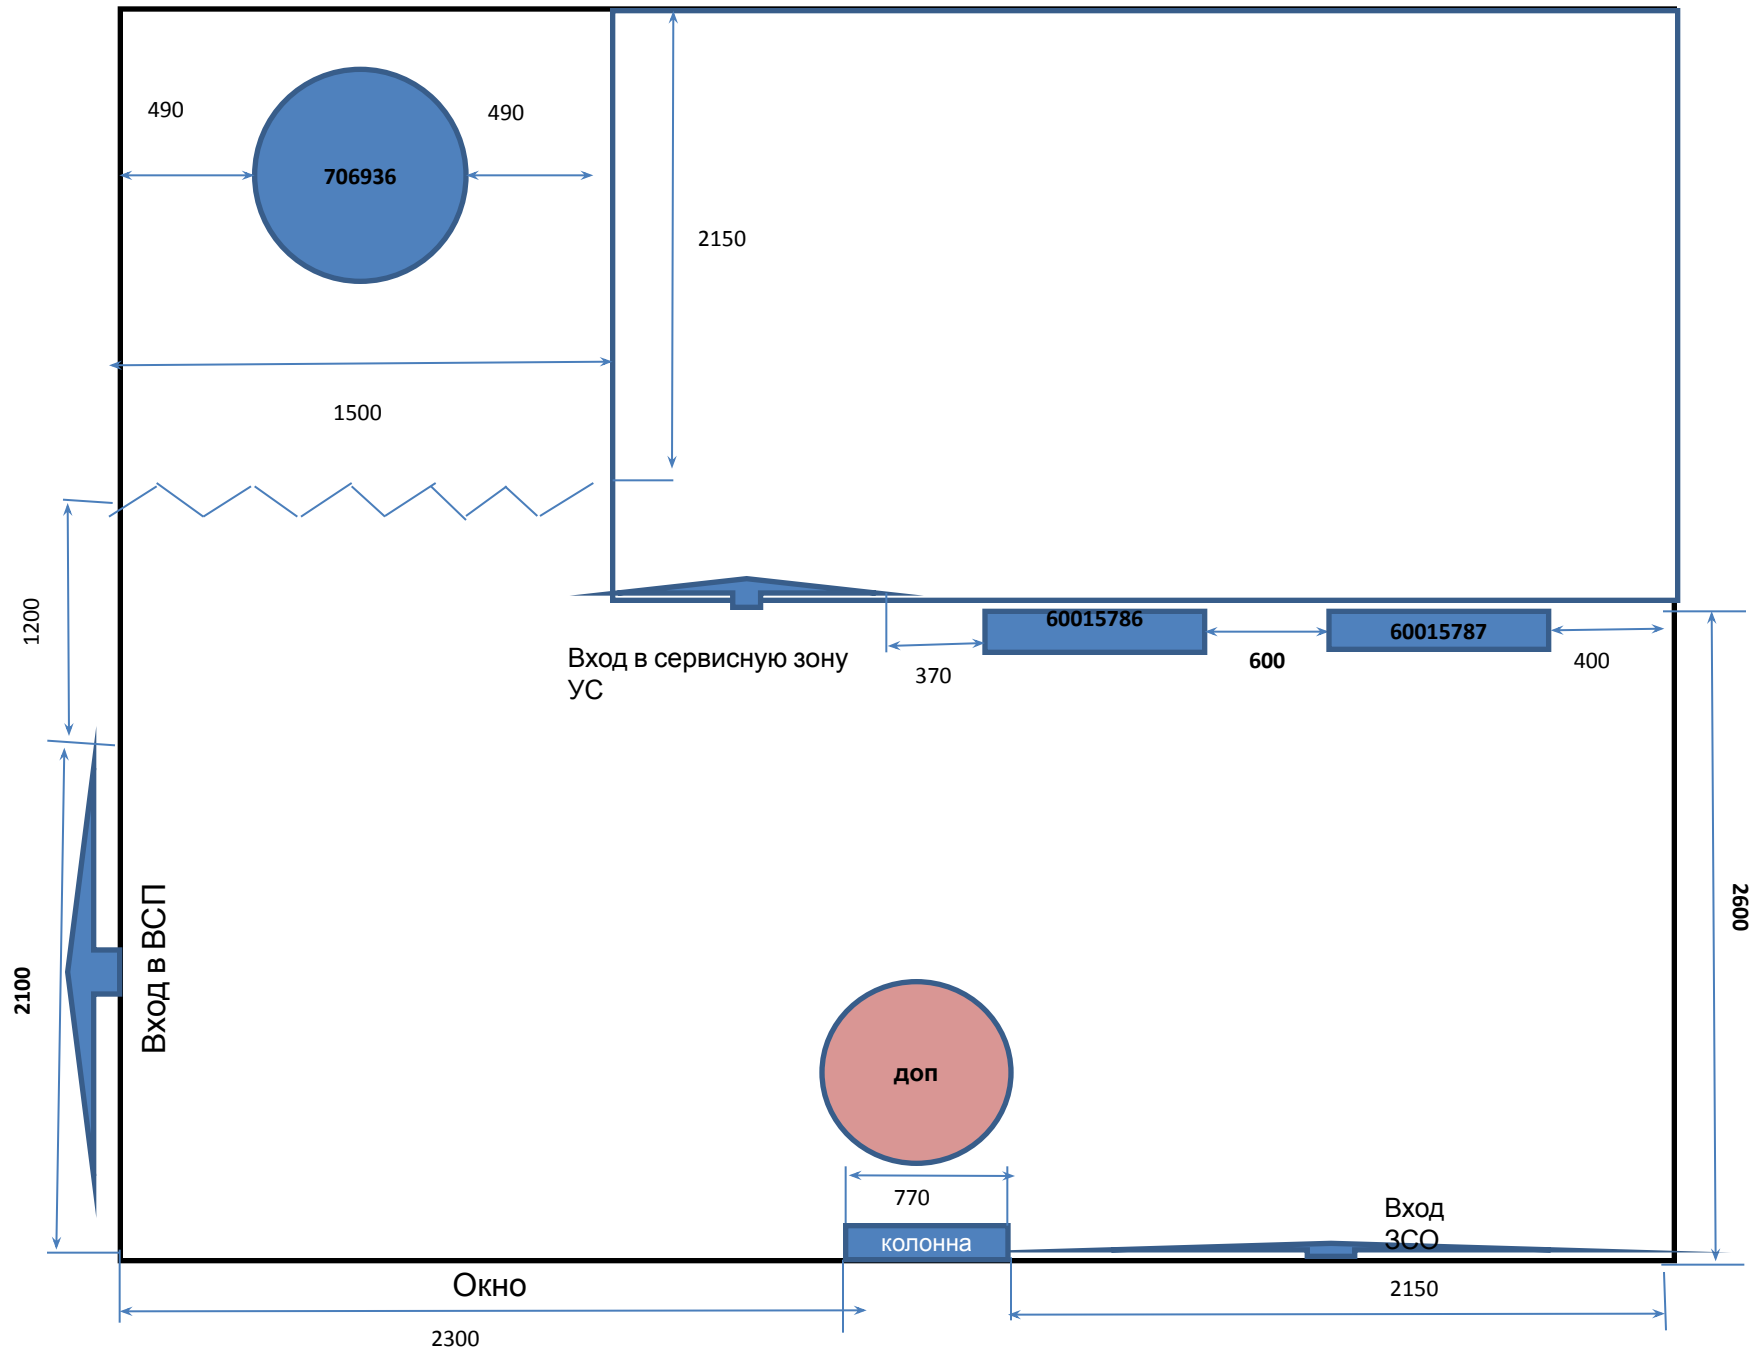 490
490
706936
2150
1500
1200
60015786
60015787
Вход в сервисную зону
УС
370
600
400
2600
Вход в ВСП
2100
доп
770
Вход
ЗСО
колонна
Окно
2150
2300